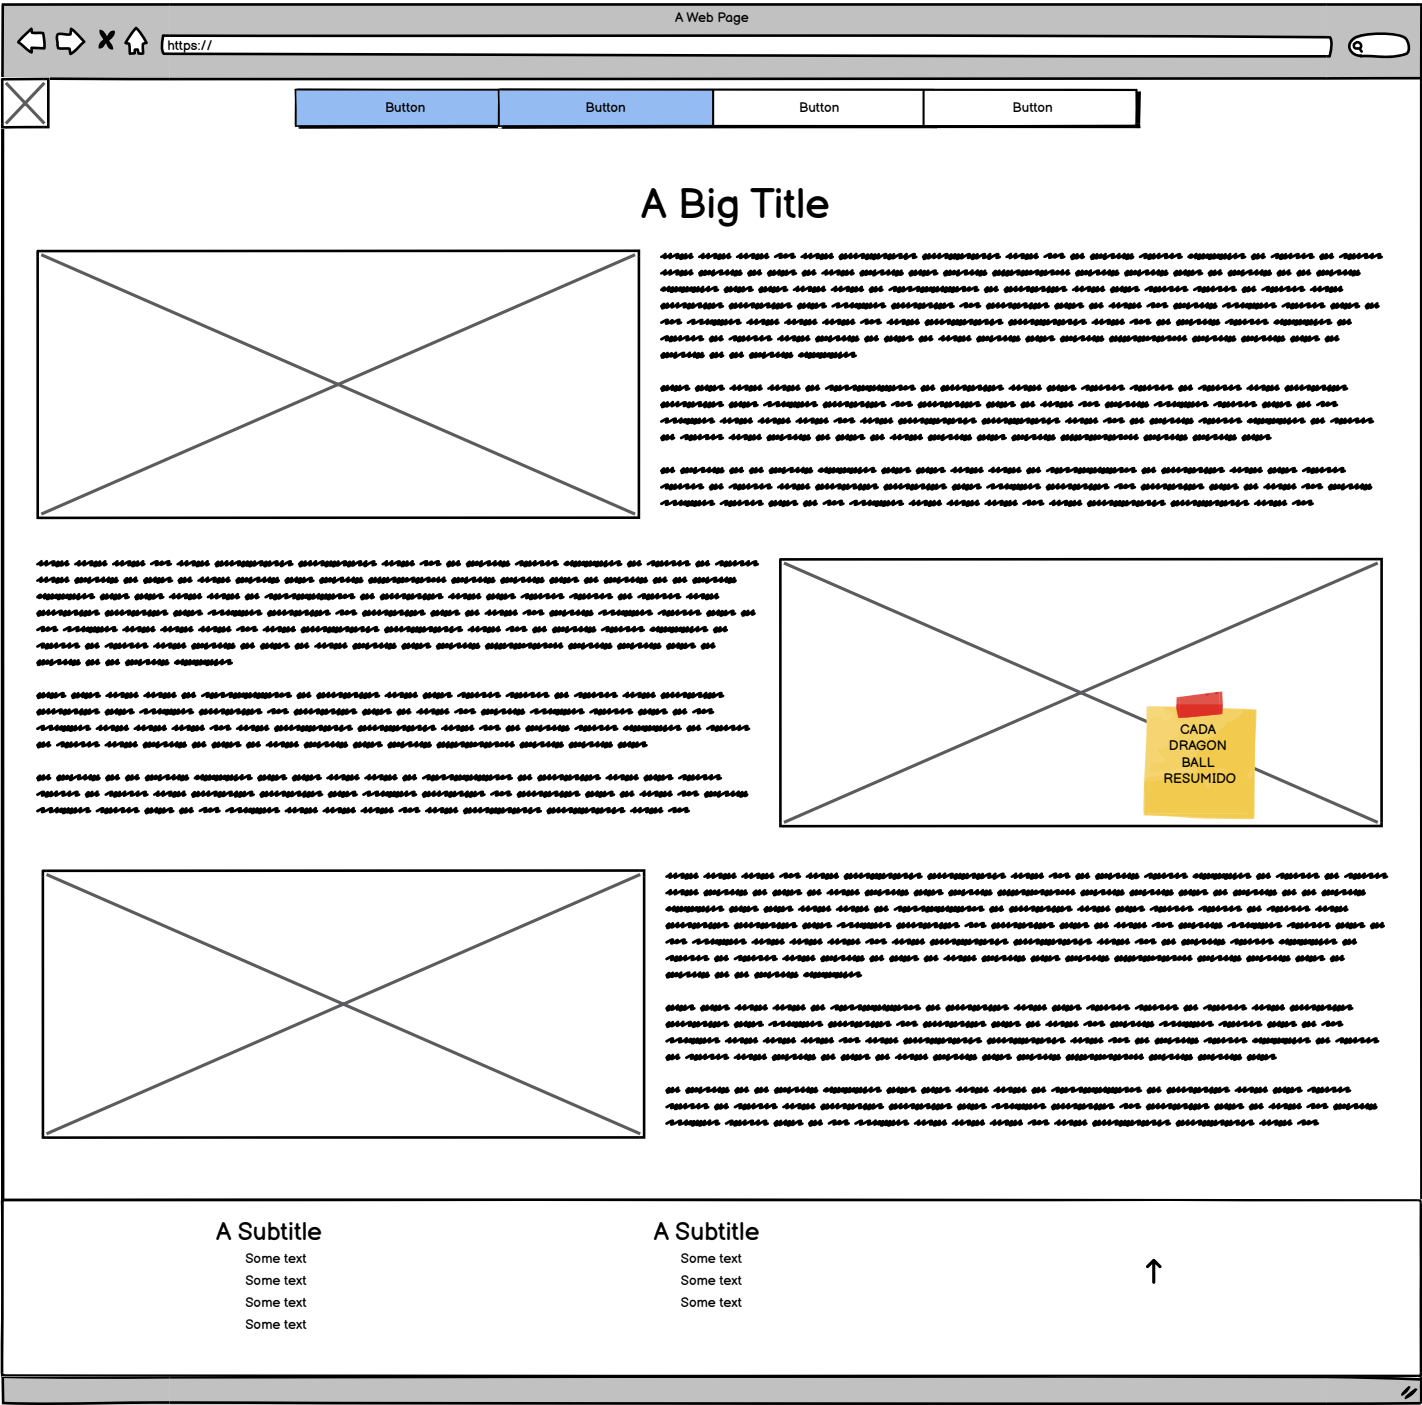 A Web Page
https://
Button Button Button Button
A Big Title
CADA
DRAGON
BALL
RESUMIDO
A Subtitle
Some text
Some text
Some text
Some text
A Subtitle
Some text
Some text
Some text